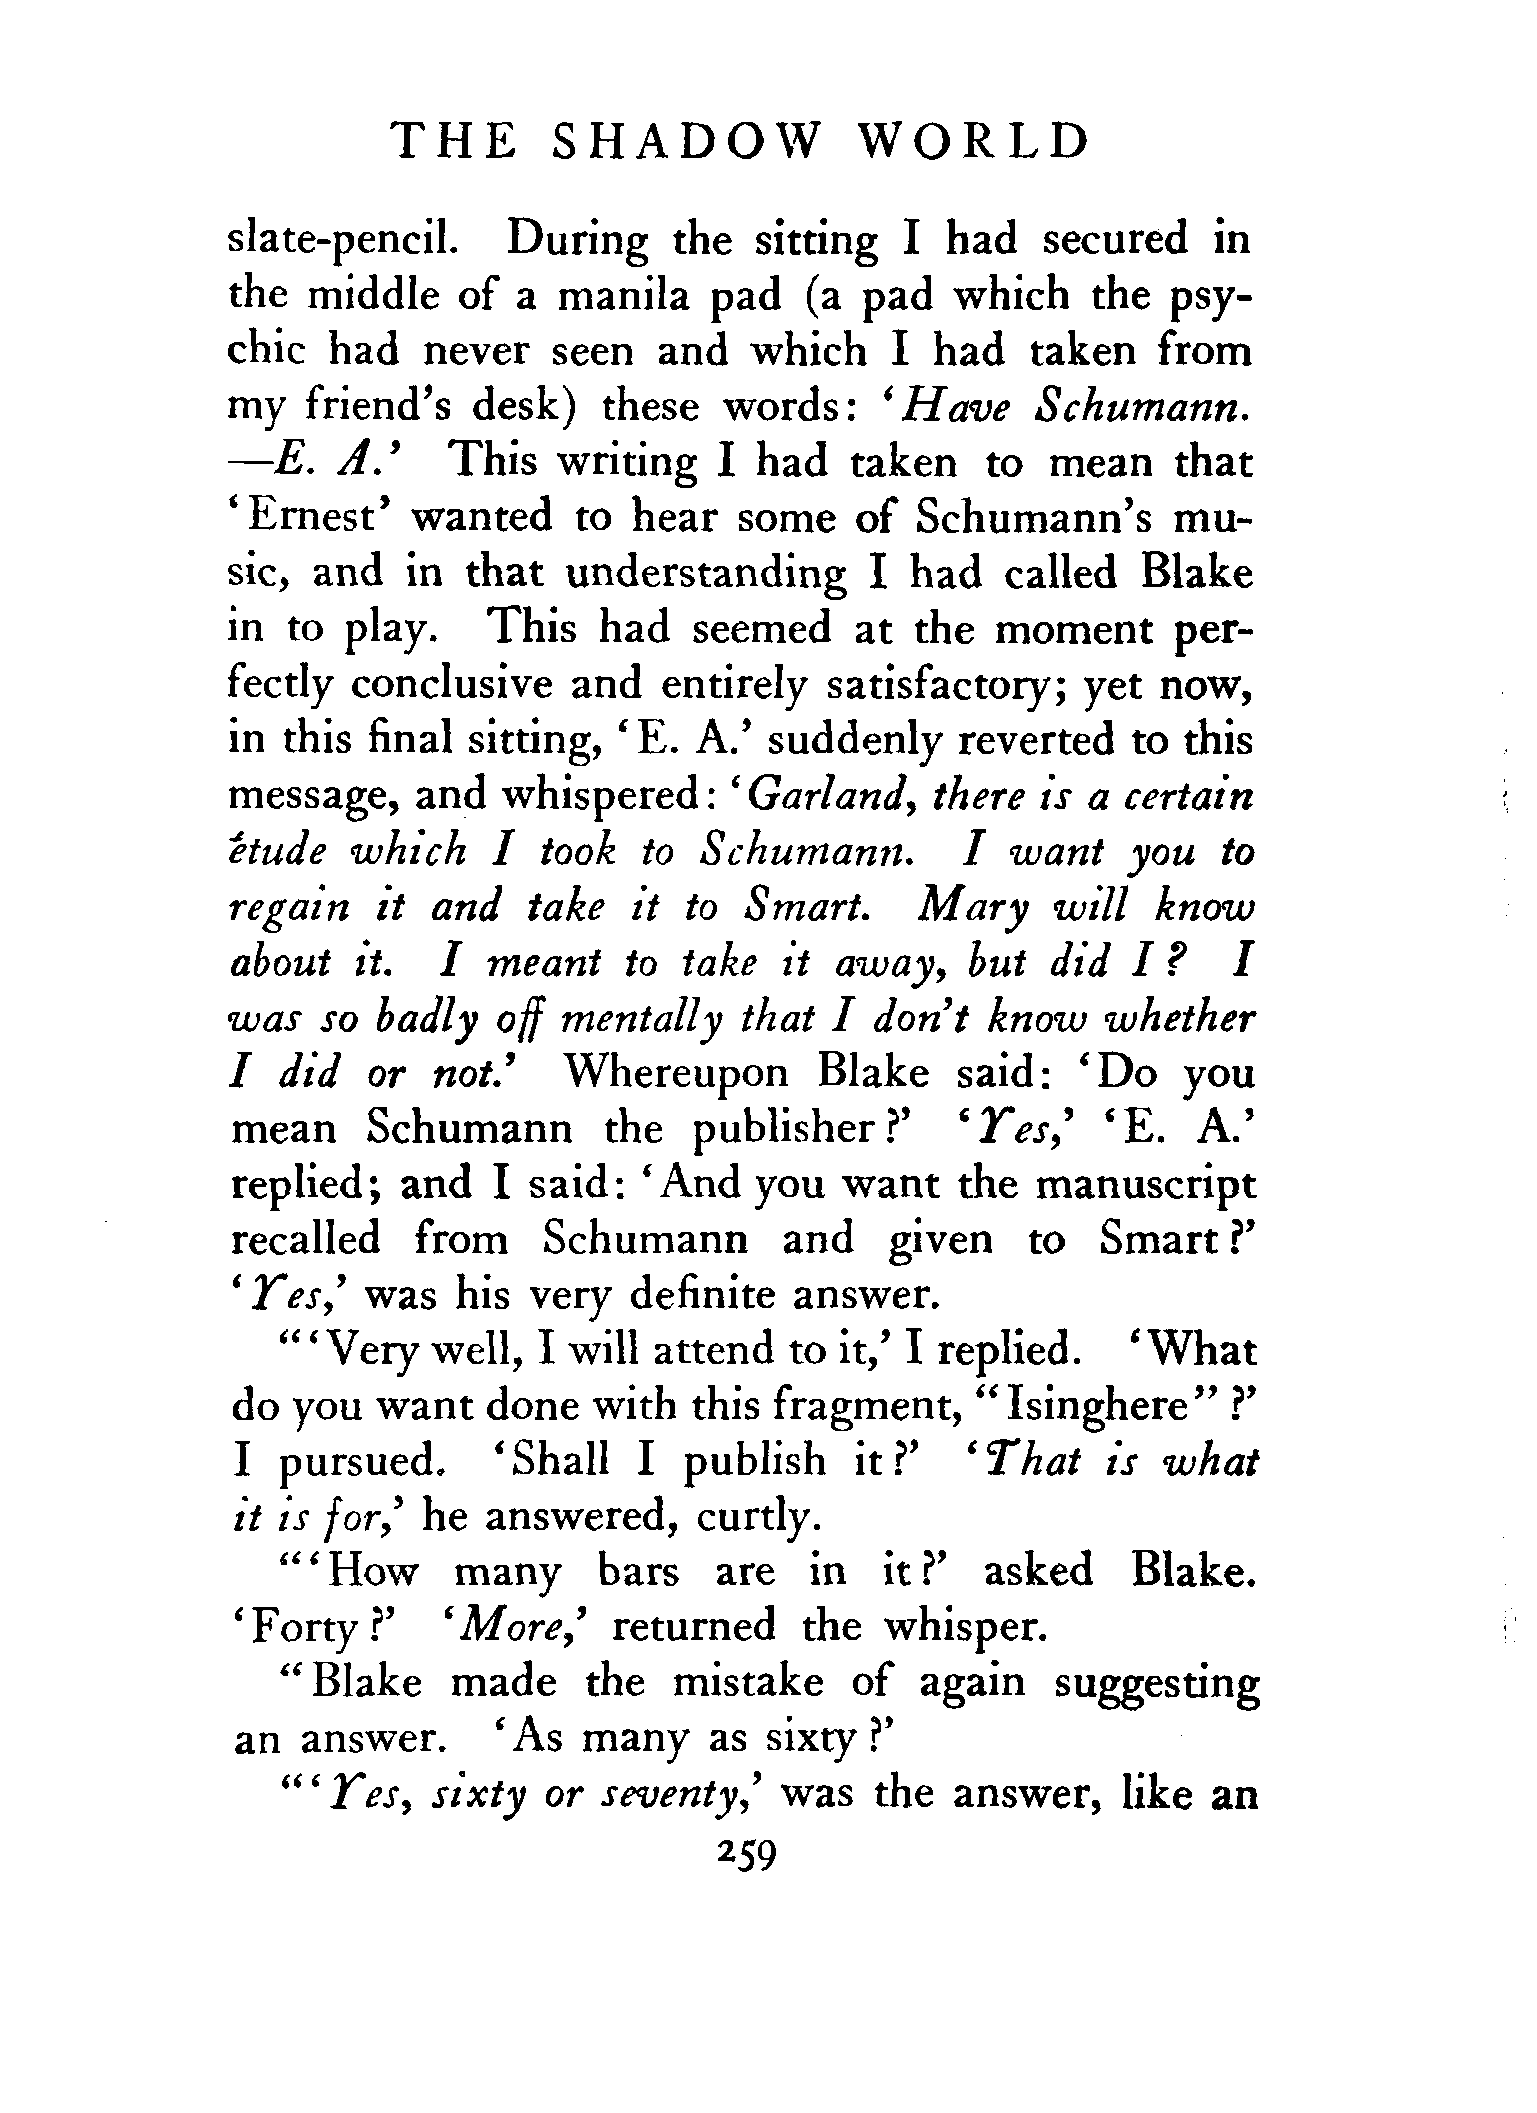 THE SHADOW WORLD
slate-pencil. During the sitting I had secured in
the middle of a manila pad (a pad which the psy-
chic had never seen and which I had taken from
my friend's desk) these words: ‘Have Schumann.
—E. A.’ This writing I had taken to mean that
‘Ernest’ wanted to hear some of Schumann's mu-
sic, and in that understanding I had called Blake
in to play. This had seemed at the moment per-
fectly conclusive and entirely satisfactory; yet now,
in this final sitting, ‘E. A.’ suddenly reverted to this
message, and whispered: ‘Garland, there is a certain
étude which I took to Schumann. I want you to
regain it and take it to Smart. Mary will know
about it. I meant to take it away, but did I? I
was so badly off mentally that I don't know whether
I did or not.’ Whereupon Blake said: ‘Do you
mean Schumann the publisher?’ ‘Yes,’ ‘E. A.’
replied; and I said: ‘And you want the manuscript
recalled from Schumann and given to Smart?’
‘Yes,’ was his very definite answer.
“‘Very well, I will attend to it,’ I replied. ‘What
do you want done with this fragment, “Isinghere”?’
I pursued. ‘Shall I publish it?’ ‘That is what
it is for,’ he answered, curtly.
“‘How many bars are in it?’ asked Blake.
‘Forty?’ ‘More,’ returned the whisper.
“Blake made the mistake of again suggesting
an answer. ‘As many as sixty?’
“‘Yes, sixty or seventy,’ was the answer, like an
259